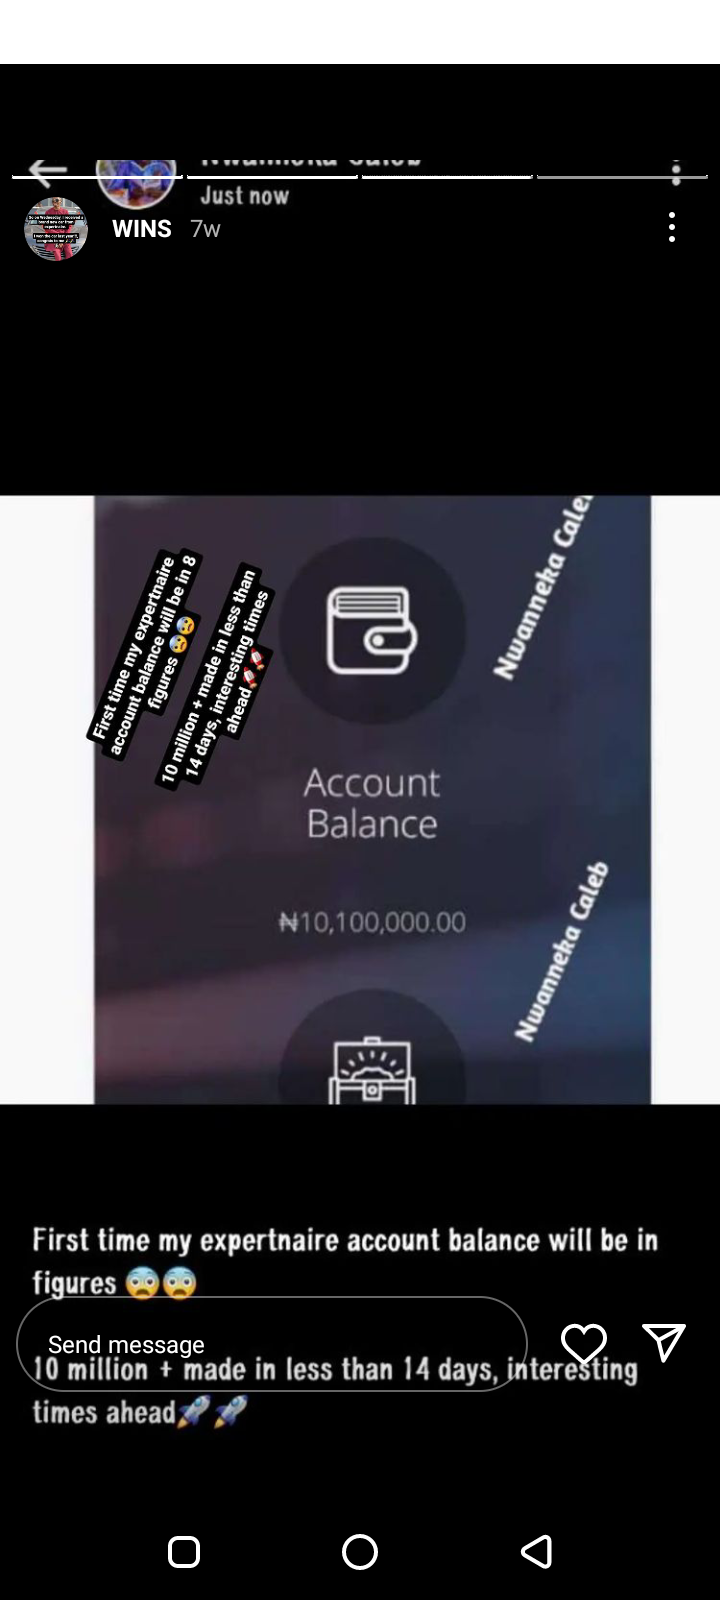 Nwanneka Caleb
Just now
WINS 7w
First time my expertnaire
account balance will be in 8
figures 😰😰
10 million + made in less than
14 days, interesting times
ahead🚀🚀
Nwanneka Caleb
Account
Balance
₦10,100,000.00
Nwanneka Caleb
First time my expertnaire account balance will be in
figures 😨😨
Send message
10 million + made in less than 14 days, interesting
times ahead🚀🚀